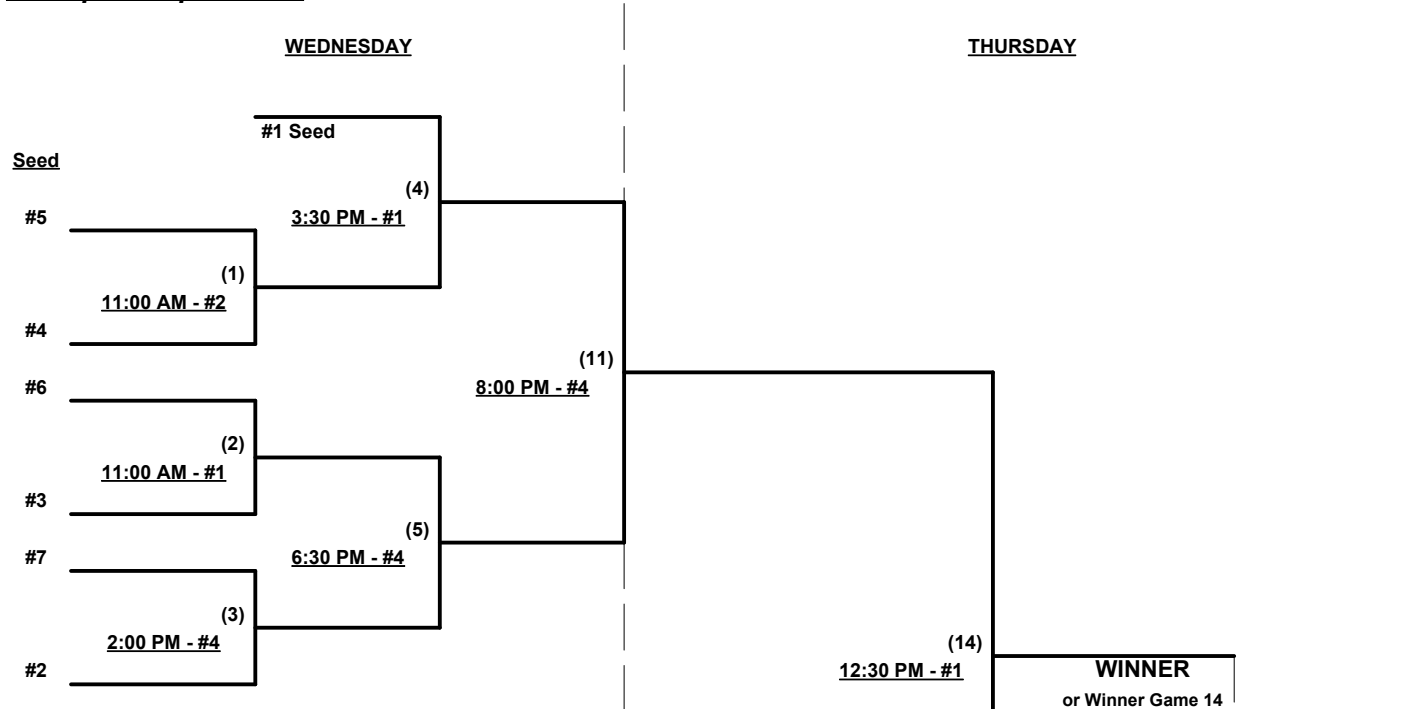 WEDNESDAY THURSDAY
#1 Seed
Seed
(4)
#5 3:30 PM - #1
(1)
11:00 AM - #2
#4
(11)
#6 8:00 PM - #4
(2)
11:00 AM - #1
#3
(5)
#7 6:30 PM - #4
(3)
2:00 PM - #4 (14)
#2 12:30 PM - #1 WINNER
or Winner Game 14